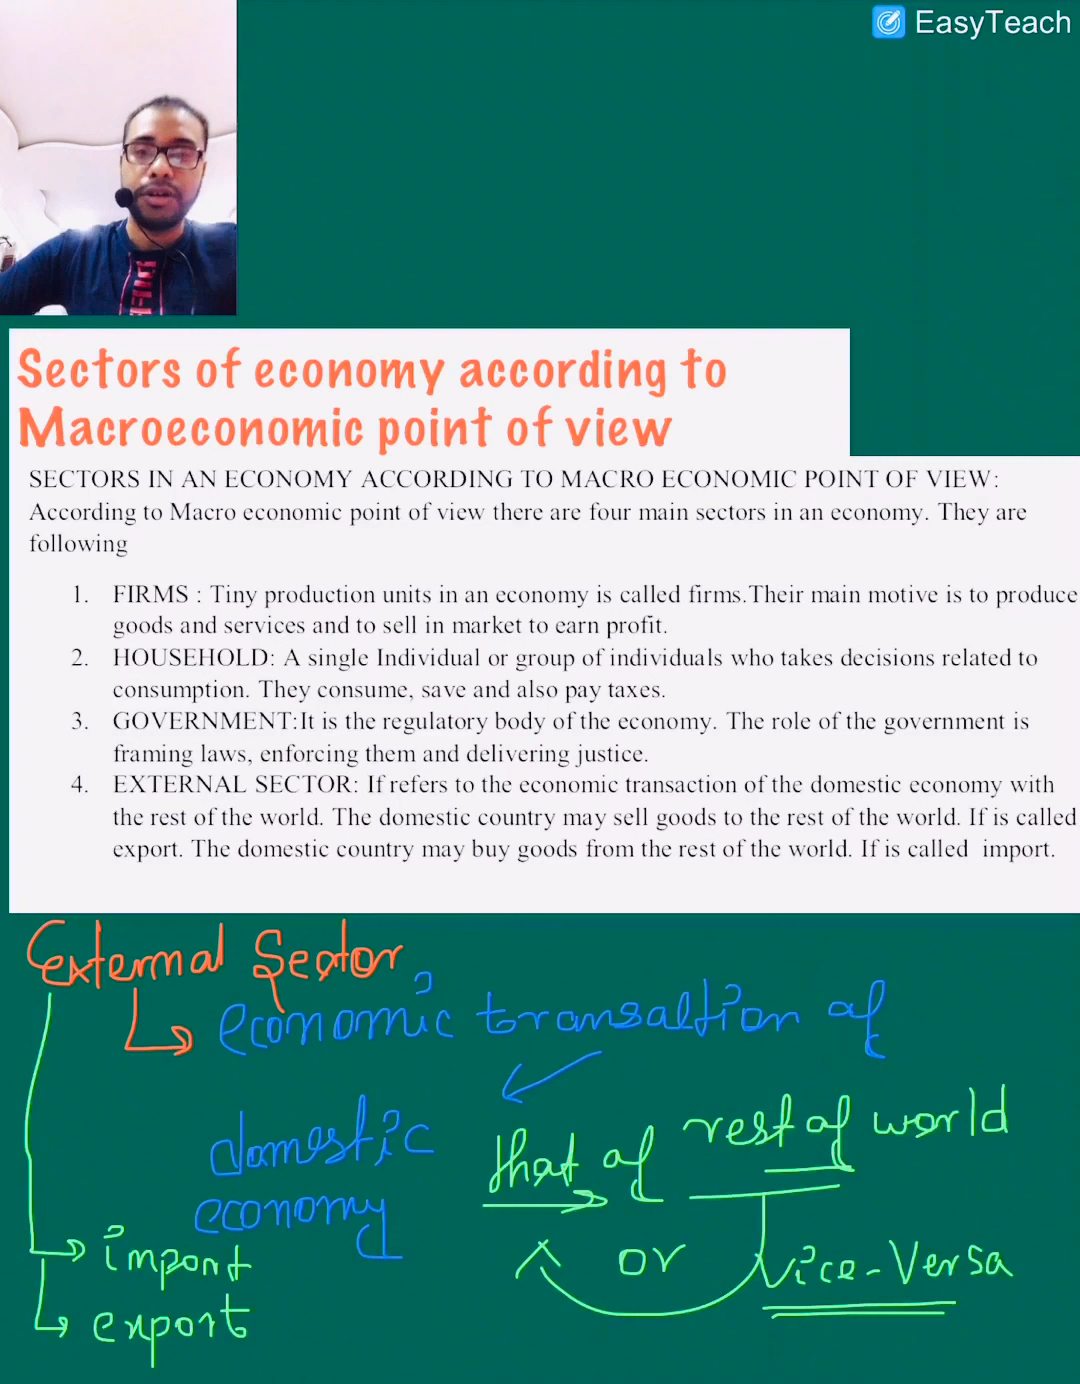 EasyTeach
Sectors of economy according to
Macroeconomic point of view
SECTORS IN AN ECONOMY ACCORDING TO MACRO ECONOMIC POINT OF VIEW:
According to Macro economic point of view there are four main sectors in an economy. They are
following
1. FIRMS : Tiny production units in an economy is called firms.Their main motive is to produce
goods and services and to sell in market to earn profit.
2. HOUSEHOLD: A single Individual or group of individuals who takes decisions related to
consumption. They consume, save and also pay taxes.
3. GOVERNMENT:It is the regulatory body of the economy. The role of the government is
framing laws, enforcing them and delivering justice.
4. EXTERNAL SECTOR: If refers to the economic transaction of the domestic economy with
the rest of the world. The domestic country may sell goods to the rest of the world. If is called
export. The domestic country may buy goods from the rest of the world. If is called import.
External Sector
economic transaction of
domestic that of rest of world
economy
import or Vice-Versa
export